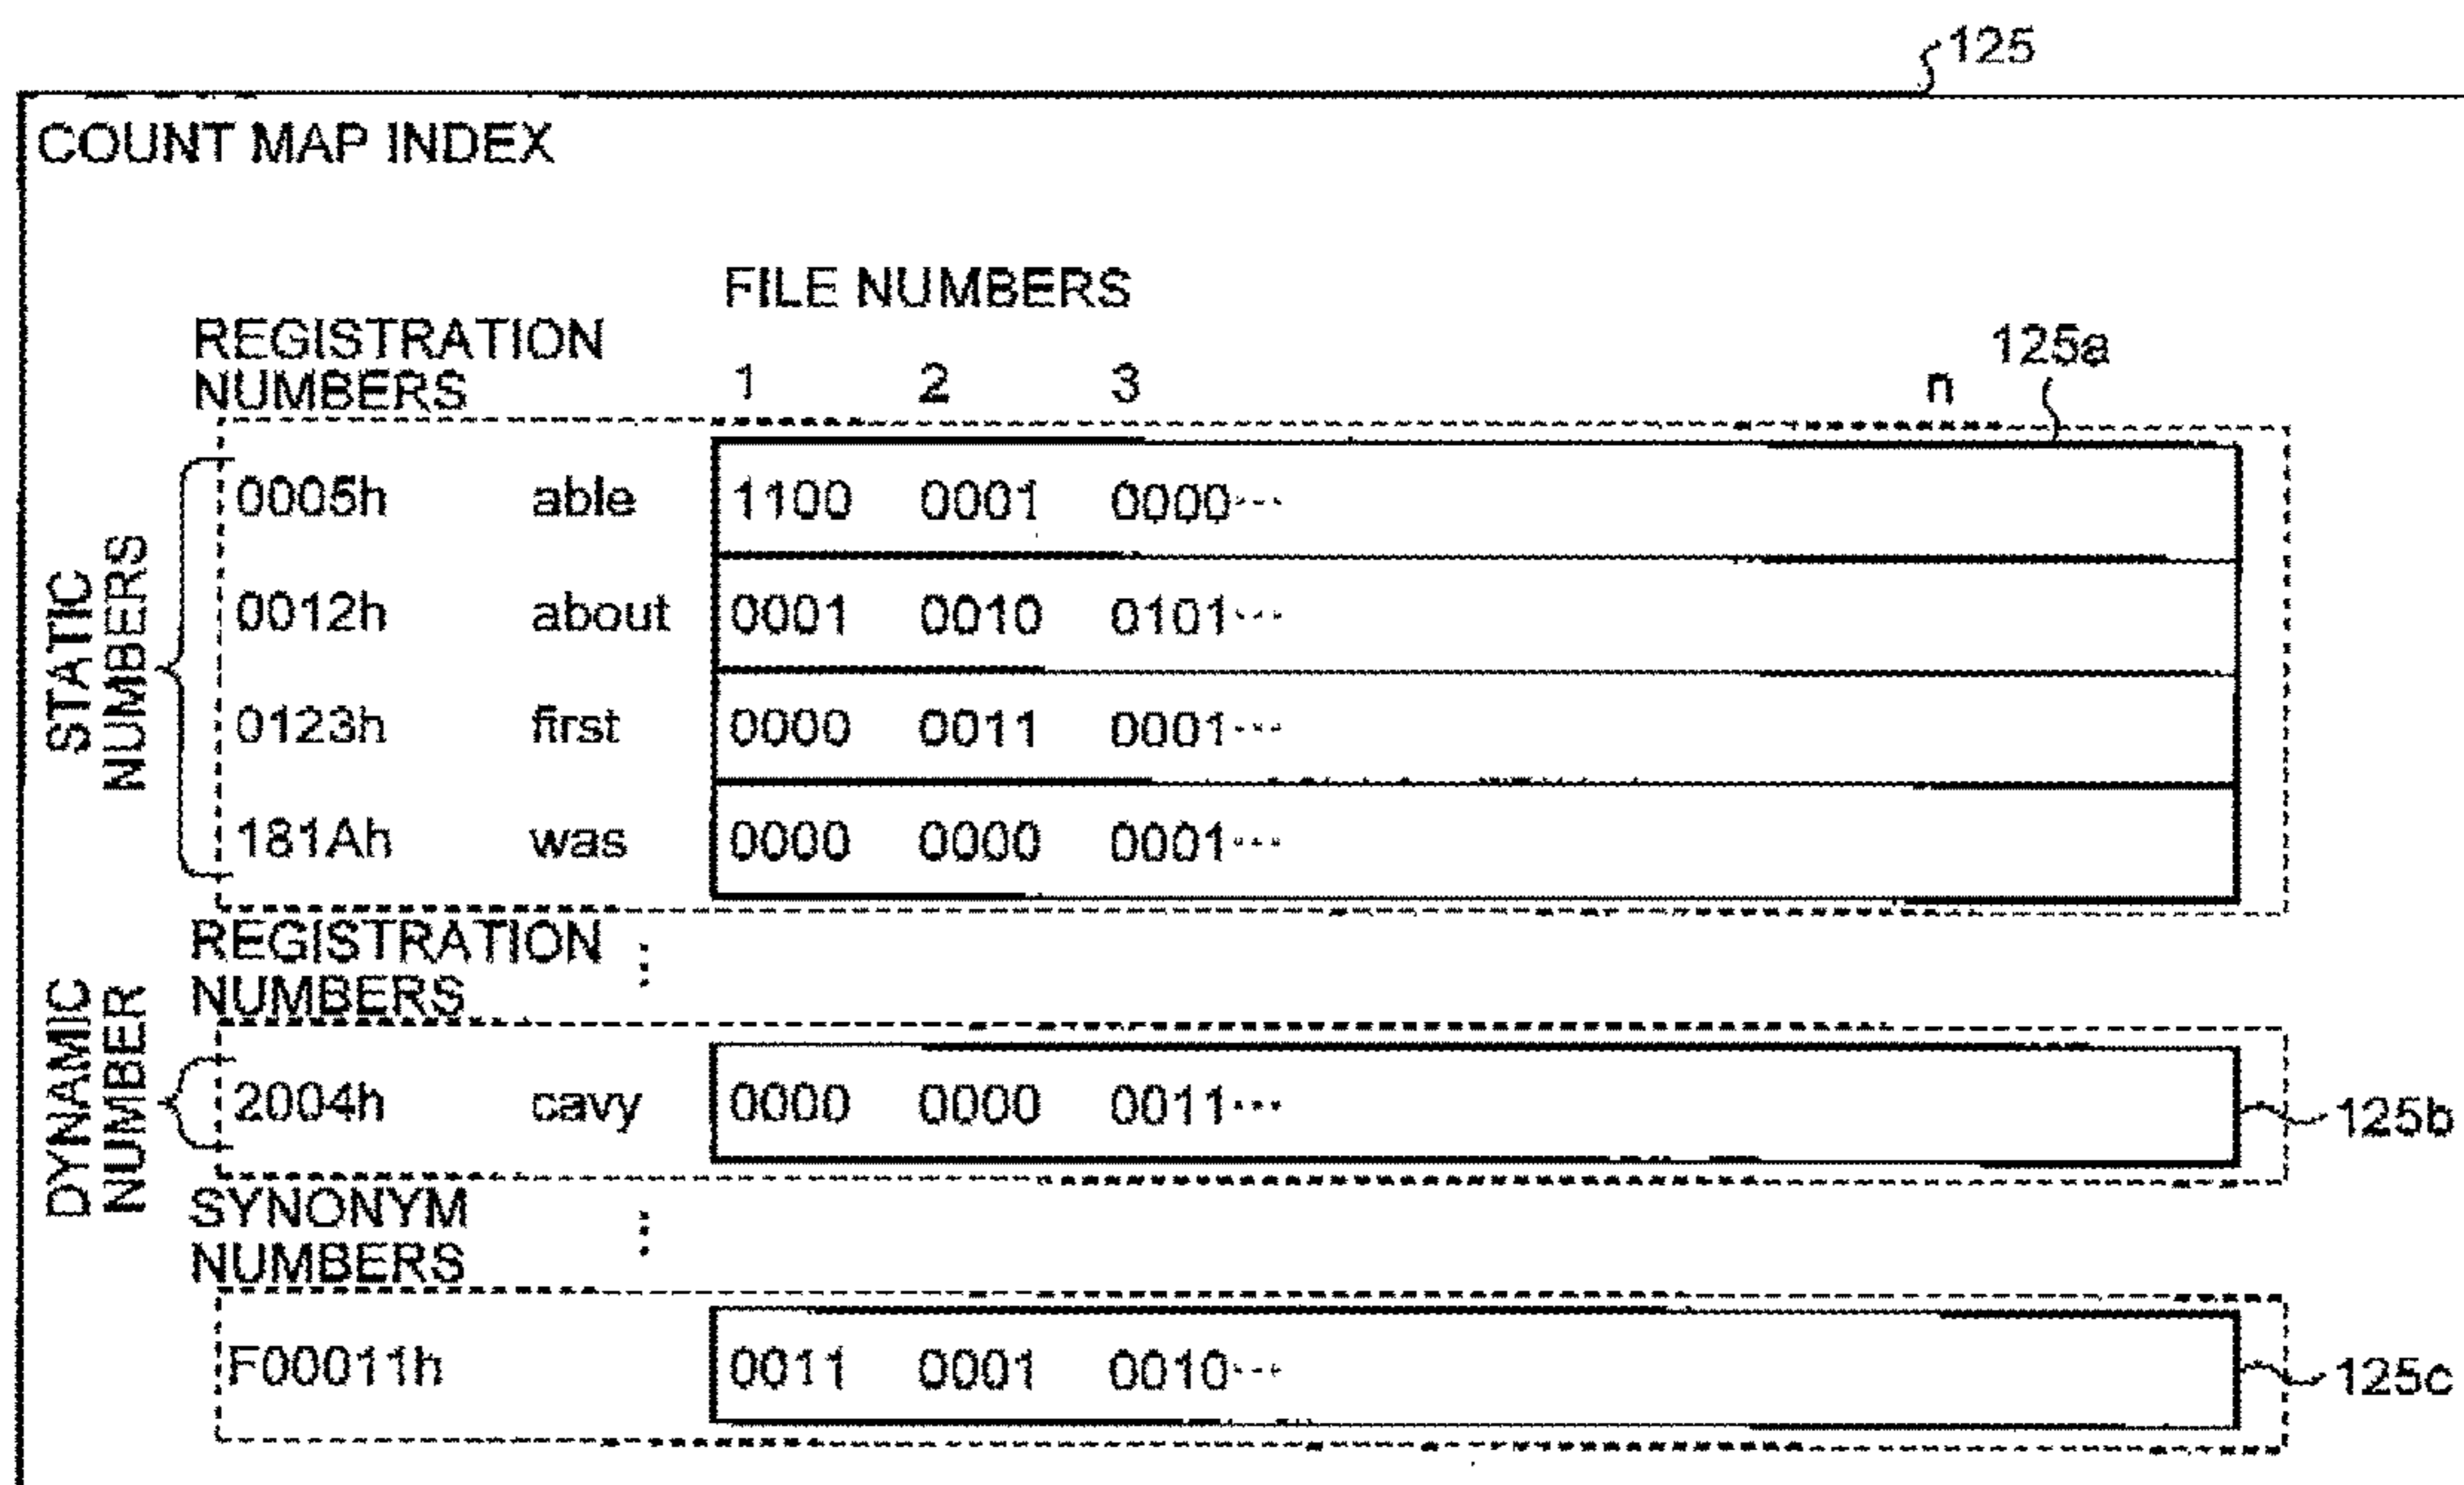 125
COUNT MAP INDEX
FILE NUMBERS
REGISTRATION
NUMBERS
1 2 3 n 125a
STATIC
NUMBERS
0005h able 1100 0001 0000...
0012h about 0001 0010 0101...
0123h first 0000 0011 0001...
181Ah was 0000 0000 0001...
REGISTRATION
NUMBERS
DYNAMIC
NUMBER
2004h cavy 0000 0000 0011... 125b
SYNONYM
NUMBERS
F00011h 0011 0001 0010... 125c